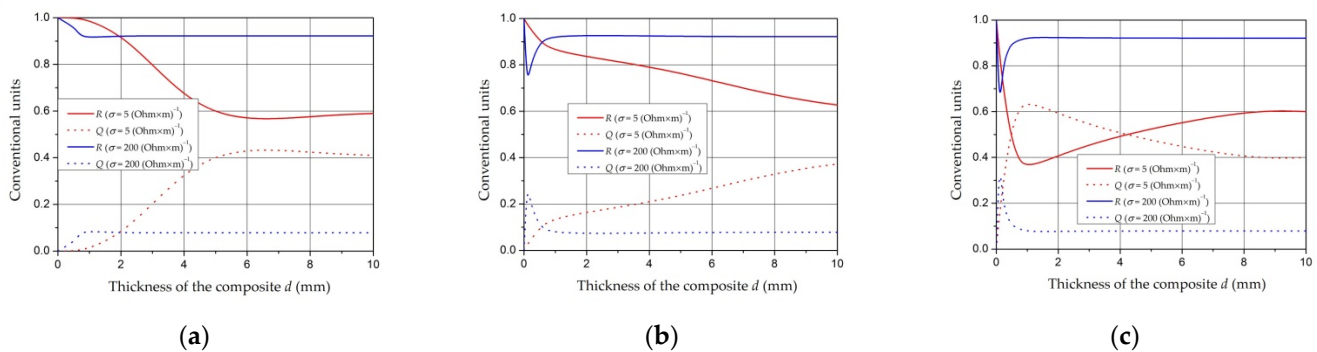 Conventional units
1.0
0.8
0.6
0.4
0.2
0.0
R (σ = 5 (Ohm×m)⁻¹)
Q (σ = 5 (Ohm×m)⁻¹)
R (σ = 200 (Ohm×m)⁻¹)
Q (σ = 200 (Ohm×m)⁻¹)
0 2 4 6 8 10
Thickness of the composite d (mm)
(a)
Conventional units
1.0
0.8
0.6
0.4
0.2
0.0
R (σ = 5 (Ohm×m)⁻¹)
Q (σ = 5 (Ohm×m)⁻¹)
R (σ = 200 (Ohm×m)⁻¹)
Q (σ = 200 (Ohm×m)⁻¹)
0 2 4 6 8 10
Thickness of the composite d (mm)
(b)
Conventional units
1.0
0.8
0.6
0.4
0.2
0.0
R (σ = 5 (Ohm×m)⁻¹)
Q (σ = 5 (Ohm×m)⁻¹)
R (σ = 200 (Ohm×m)⁻¹)
Q (σ = 200 (Ohm×m)⁻¹)
0 2 4 6 8 10
Thickness of the composite d (mm)
(c)